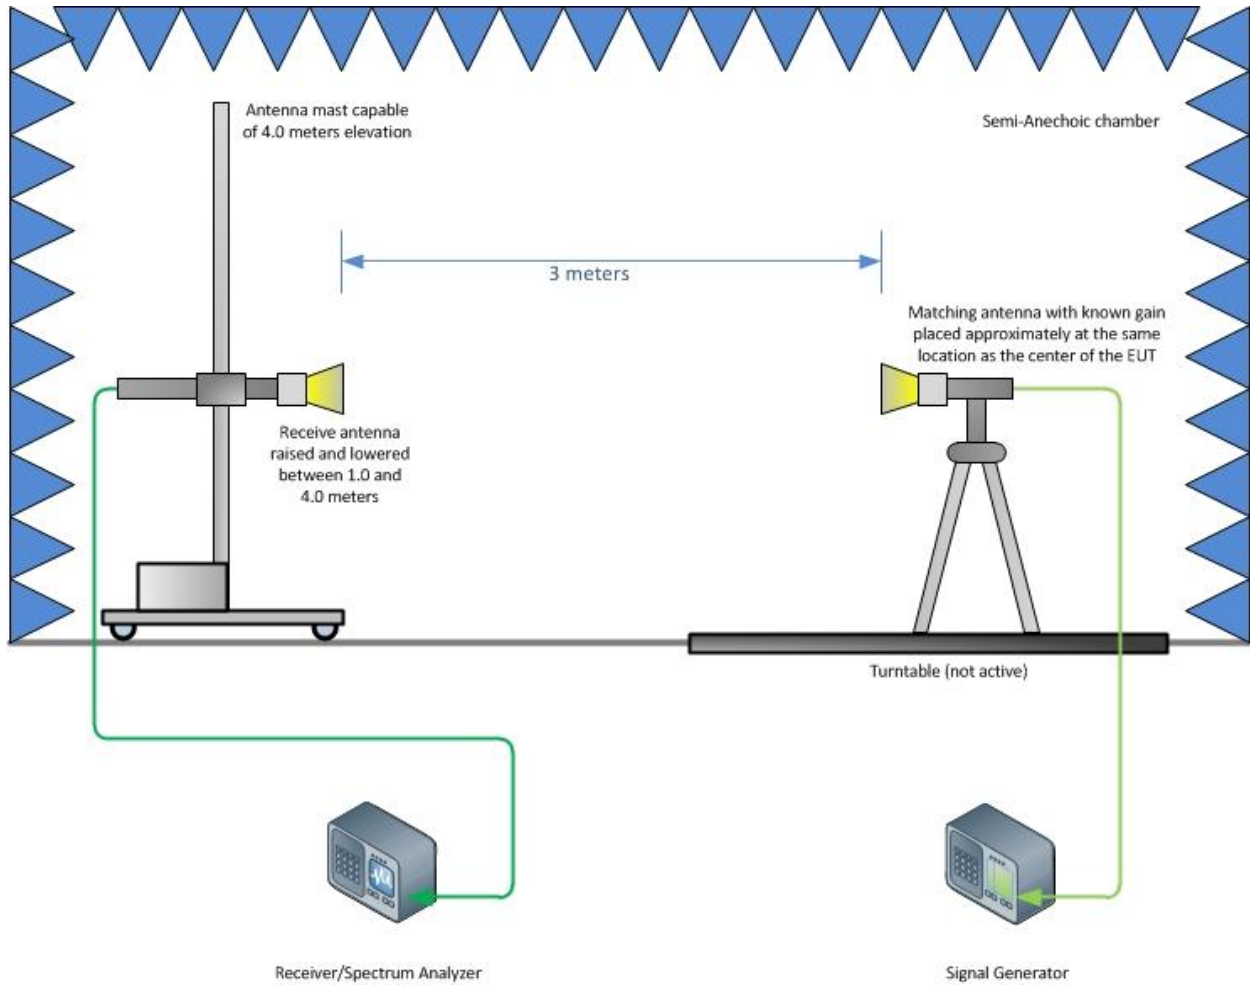 Antenna mast capable
of 4.0 meters elevation
Semi-Anechoic chamber
3 meters
Matching antenna with known gain
placed approximately at the same
location as the center of the EUT
Receive antenna
raised and lowered
between 1.0 and
4.0 meters
Turntable (not active)
Receiver/Spectrum Analyzer
Signal Generator